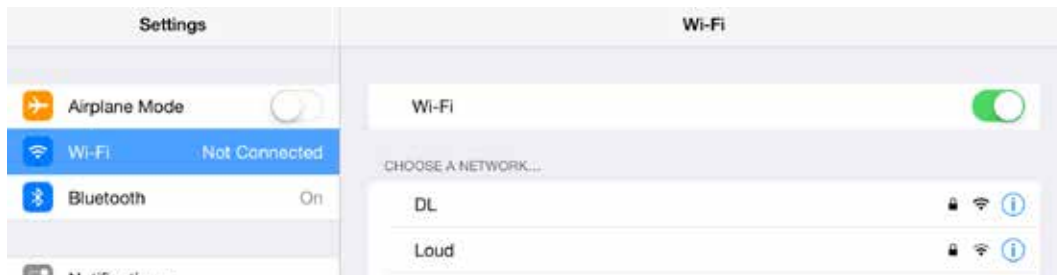 Settings
Wi-Fi
Airplane Mode
Wi-Fi Not Connected
Bluetooth On
Wi-Fi
CHOOSE A NETWORK...
DL
Loud